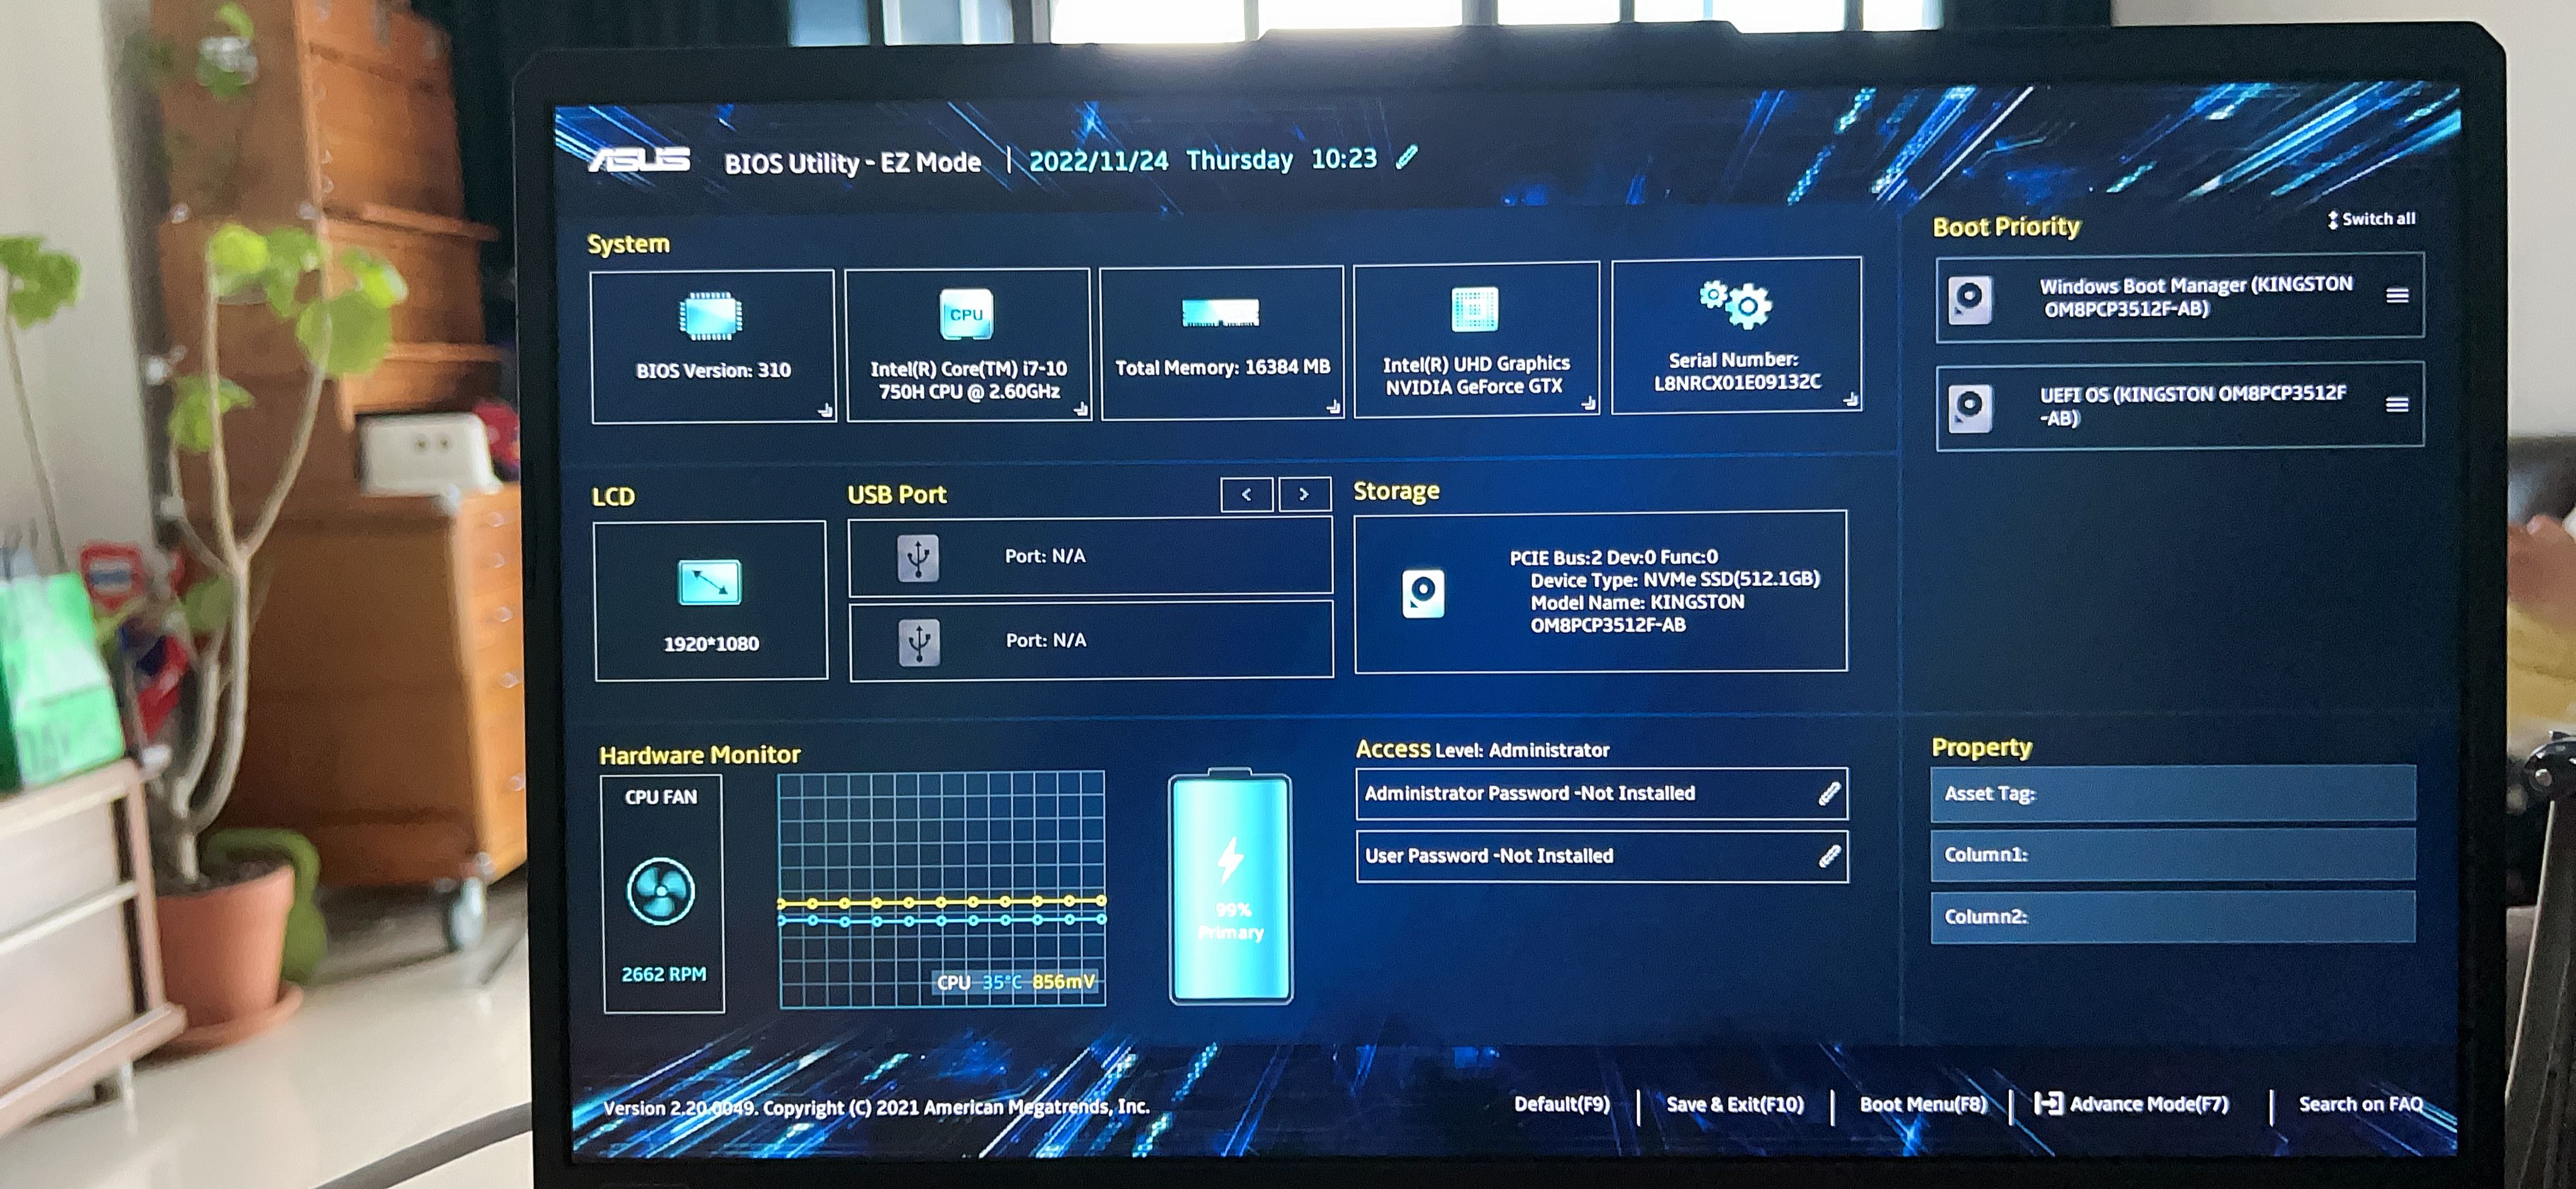 ASUS BIOS Utility - EZ Mode | 2022/11/24 Thursday 10:23
System
BIOS Version: 310
CPU
Intel(R) Core(TM) i7-10
750H CPU @ 2.60GHz
Total Memory: 16384 MB
Intel(R) UHD Graphics
NVIDIA GeForce GTX
Serial Number:
L8NRCX01E09132C
Boot Priority
Switch all
Windows Boot Manager (KINGSTON
OM8PCP3512F-AB)
UEFI OS (KINGSTON OM8PCP3512F
-AB)
LCD
1920*1080
USB Port
< >
Port: N/A
Port: N/A
Storage
PCIE Bus:2 Dev:0 Func:0
Device Type: NVMe SSD(512.1GB)
Model Name: KINGSTON
OM8PCP3512F-AB
Hardware Monitor
CPU FAN
2662 RPM
CPU 35°C 856mV
99%
Primary
Access Level: Administrator
Administrator Password -Not Installed
User Password -Not Installed
Property
Asset Tag:
Column1:
Column2:
Version 2.20.0049. Copyright (C) 2021 American Megatrends, Inc.
Default(F9) | Save & Exit(F10) | Boot Menu(F8) | Advance Mode(F7) | Search on FAQ